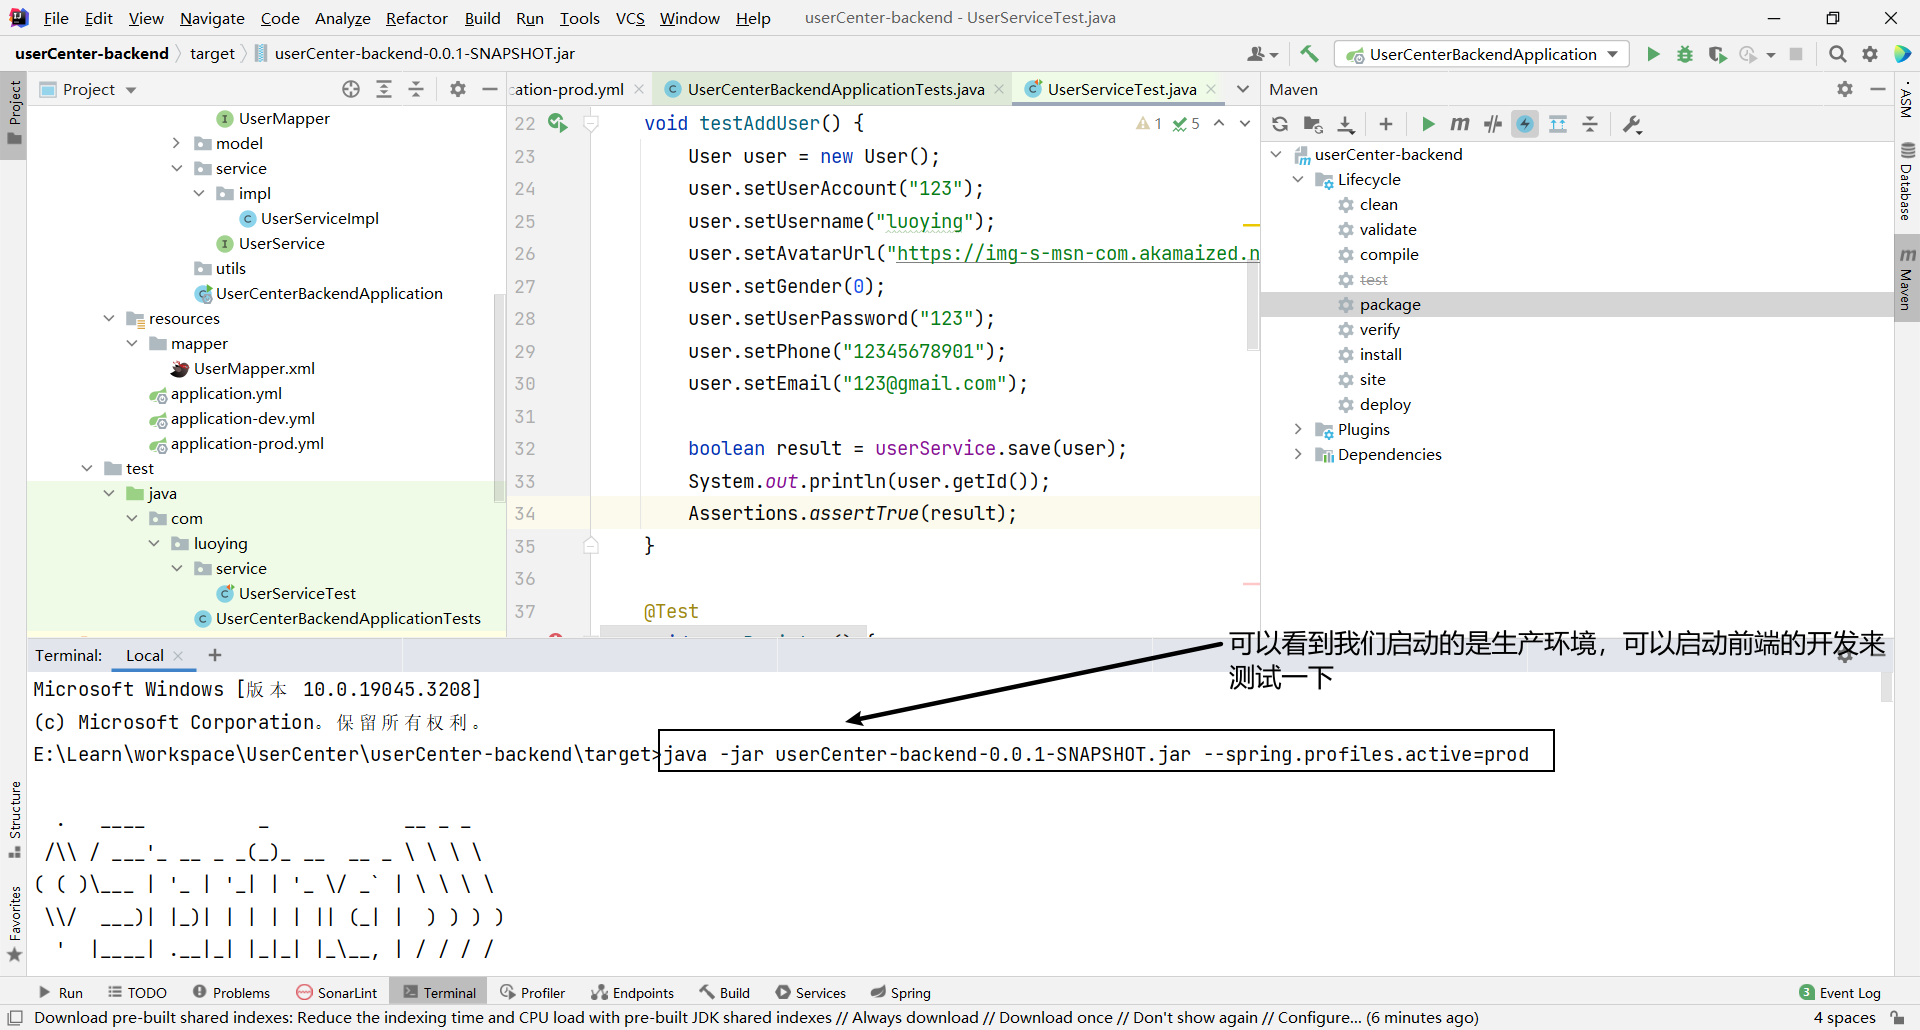 File Edit View Navigate Code Analyze Refactor Build Run Tools VCS Window Help userCenter-backend - UserServiceTest.java
userCenter-backend target userCenter-backend-0.0.1-SNAPSHOT.jar UserCenterBackendApplication
Project
cation-prod.yml UserCenterBackendApplicationTests.java UserServiceTest.java
Maven
Project
Structure
Favorites
ASM
Database
Maven
UserMapper
model
service
impl
UserServiceImpl
UserService
utils
UserCenterBackendApplication
resources
mapper
UserMapper.xml
application.yml
application-dev.yml
application-prod.yml
test
java
com
luoying
service
UserServiceTest
UserCenterBackendApplicationTests
1 5
22 void testAddUser() {
23 User user = new User();
24 user.setUserAccount("123");
25 user.setUsername("luoying");
26 user.setAvatarUrl("https://img-s-msn-com.akamaized.n
27 user.setGender(0);
28 user.setUserPassword("123");
29 user.setPhone("12345678901");
30 user.setEmail("123@gmail.com");
31
32 boolean result = userService.save(user);
33 System.out.println(user.getId());
34 Assertions.assertTrue(result);
35 }
36
37 @Test
userCenter-backend
Lifecycle
clean
validate
compile
test
package
verify
install
site
deploy
Plugins
Dependencies
Terminal: Local
可以看到我们启动的是生产环境，可以启动前端的开发来
测试一下
Microsoft Windows [版本 10.0.19045.3208]
(c) Microsoft Corporation。保留所有权利。
E:\Learn\workspace\UserCenter\userCenter-backend\target>java -jar userCenter-backend-0.0.1-SNAPSHOT.jar --spring.profiles.active=prod
  .   ____          _            __ _ _
 /\\ / ___'_ __ _ _(_)_ __  __ _ \ \ \ \
( ( )\___ | '_ | '_| | '_ \/ _` | \ \ \ \
 \\/  ___)| |_)| | | | | || (_| |  ) ) ) )
  '  |____| .__|_| |_|_| |_\__, | / / / /
Run TODO Problems SonarLint Terminal Profiler Endpoints Build Services Spring 3 Event Log
Download pre-built shared indexes: Reduce the indexing time and CPU load with pre-built JDK shared indexes // Always download // Download once // Don't show again // Configure... (6 minutes ago) 4 spaces